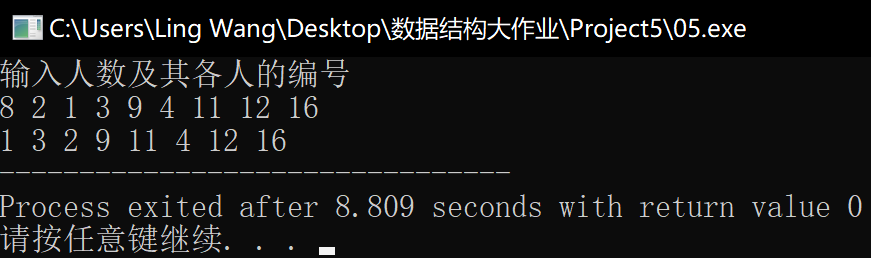 C:\Users\Ling Wang\Desktop\数据结构大作业\Project5\05.exe
输入人数及其各人的编号
8 2 1 3 9 4 11 12 16
1 3 2 9 11 4 12 16
--------------------------------
Process exited after 8.809 seconds with return value 0
请按任意键继续. . .